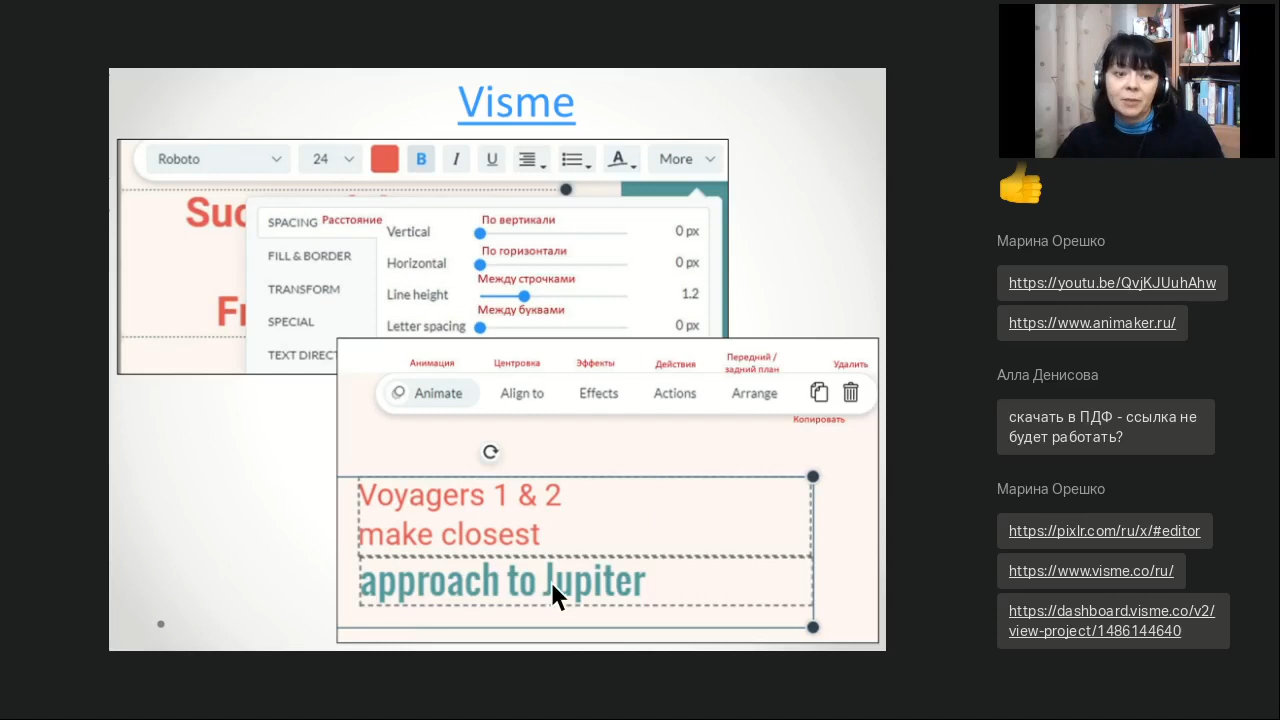 Visme
Roboto 24 B I U A More
Suc
SPACING Расстояние
Vertical По вертикали 0 px
FILL & BORDER
Horizontal По горизонтали 0 px
TRANSFORM
Line height Между строчками 1.2
SPECIAL
Letter spacing Между буквами 0 px
Fr
TEXT DIRECT
Анимация Центровка Эффекты Действия Передний / задний план Удалить
Animate Align to Effects Actions Arrange
Копировать
Voyagers 1 & 2
make closest
approach to Jupiter
Марина Орешко
https://youtu.be/QvjKJUuhAhw
https://www.animaker.ru/
Алла Денисова
скачать в ПДФ - ссылка не
будет работать?
Марина Орешко
https://pixlr.com/ru/x/#editor
https://www.visme.co/ru/
https://dashboard.visme.co/v2/
view-project/1486144640